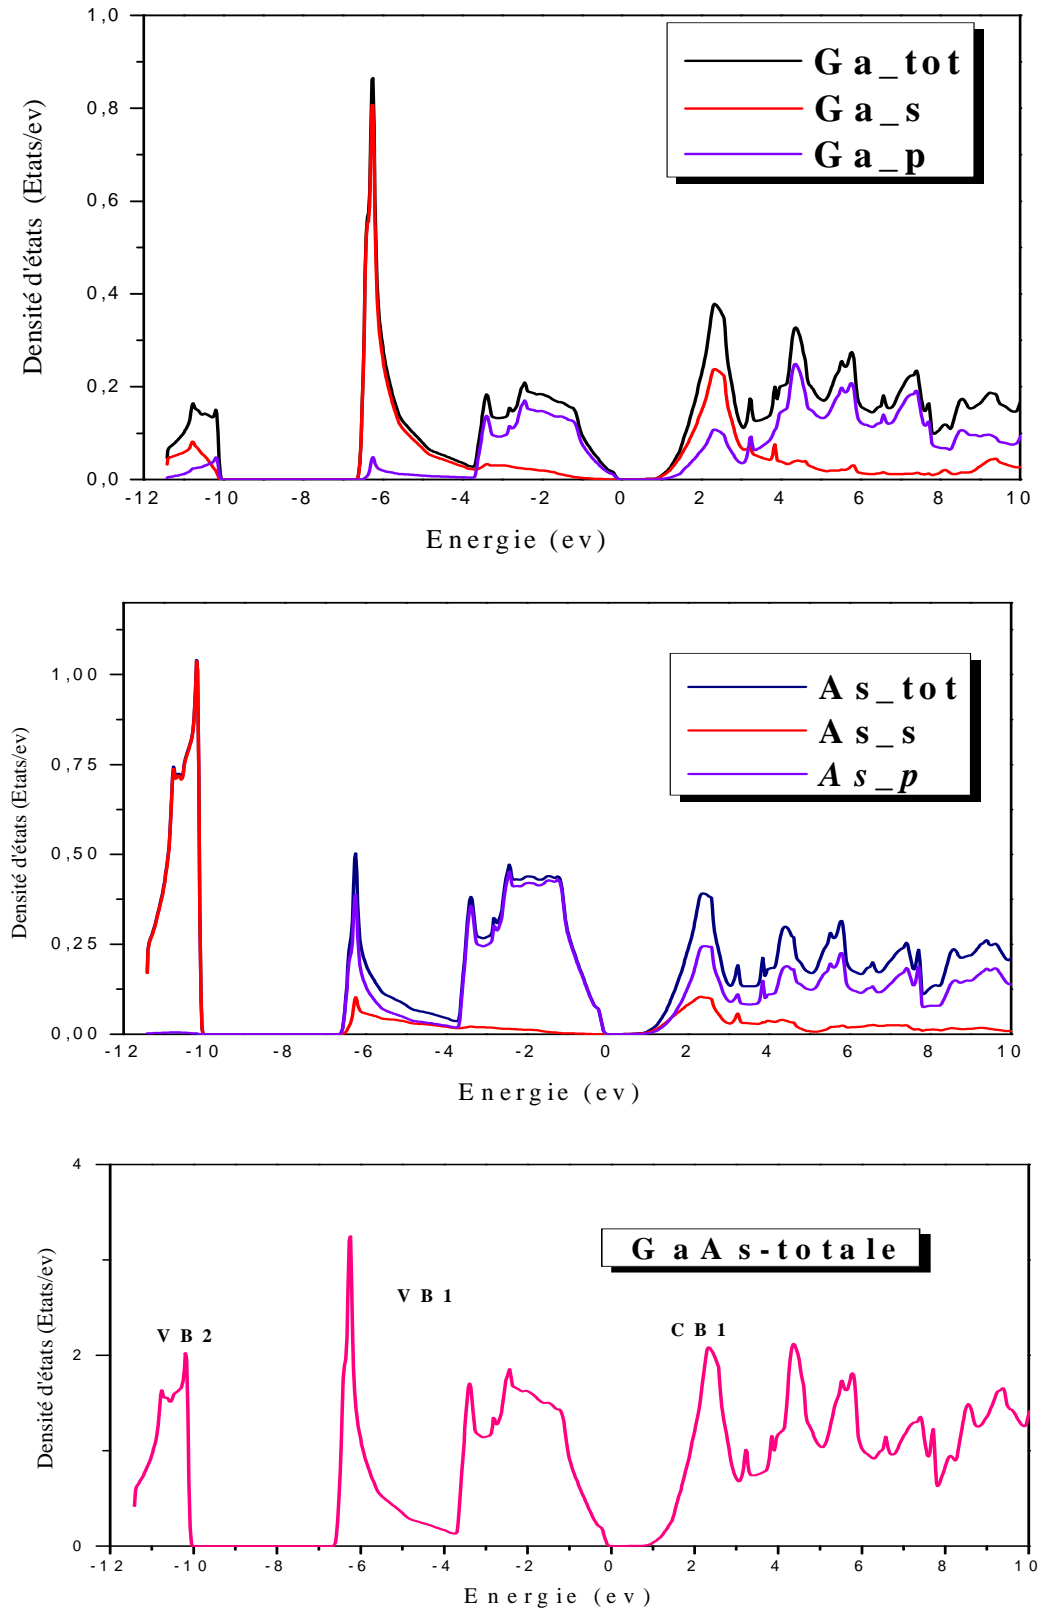 1,0
0,8
0,6
0,4
0,2
0,0
Densité d'états (Etats/ev)
Ga_tot
Ga_s
Ga_p
-12 -10 -8 -6 -4 -2 0 2 4 6 8 10
Energie (ev)
1,00
0,75
0,50
0,25
0,00
Densité d'états (Etats/ev)
As_tot
As_s
As_p
-12 -10 -8 -6 -4 -2 0 2 4 6 8 10
Energie (ev)
4
2
0
Densité d'états (Etats/ev)
GaAs-totale
VB2
VB1
CB1
-12 -10 -8 -6 -4 -2 0 2 4 6 8 10
Energie (ev)